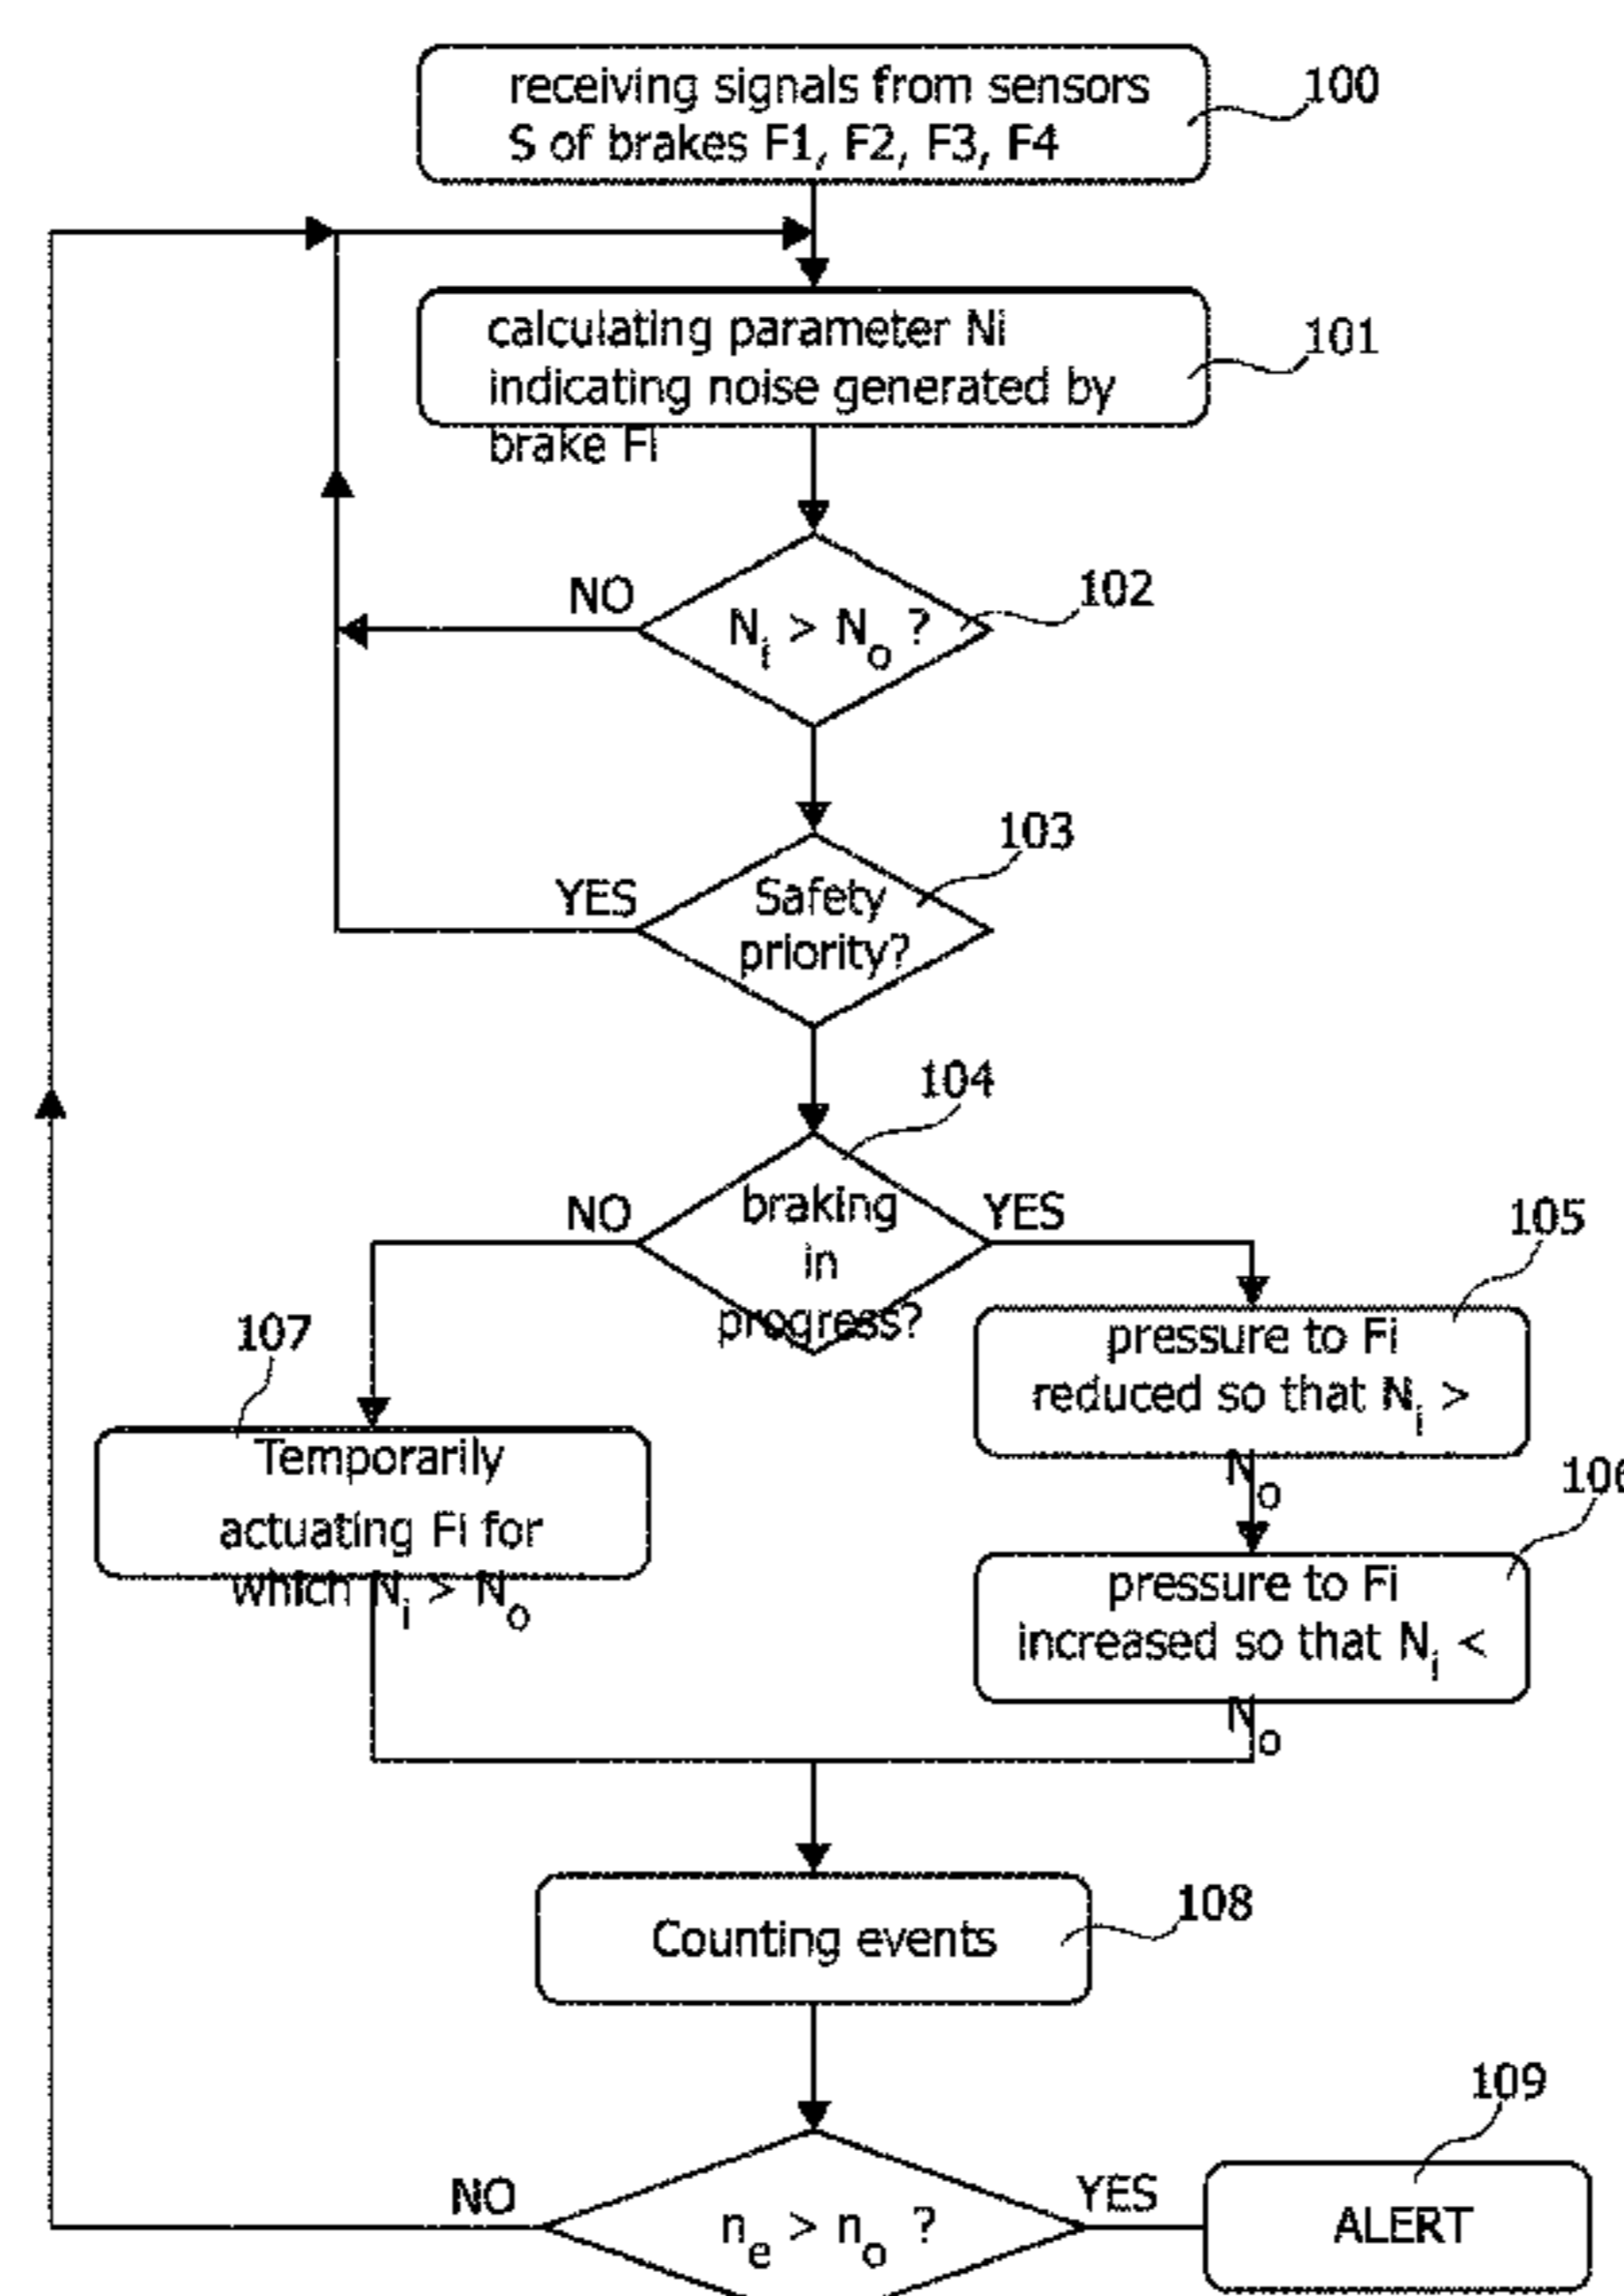 receiving signals from sensors
S of brakes F1, F2, F3, F4
100
calculating parameter Ni
indicating noise generated by
brake Fi
101
NO
Ni > No ?
102
YES
Safety
priority?
103
104
NO
braking
in
progress?
YES
105
pressure to Fi
reduced so that Ni >
No
107
Temporarily
actuating Fi for
which Ni > No
106
pressure to Fi
increased so that Ni <
No
Counting events
108
109
NO
ne > no ?
YES
ALERT